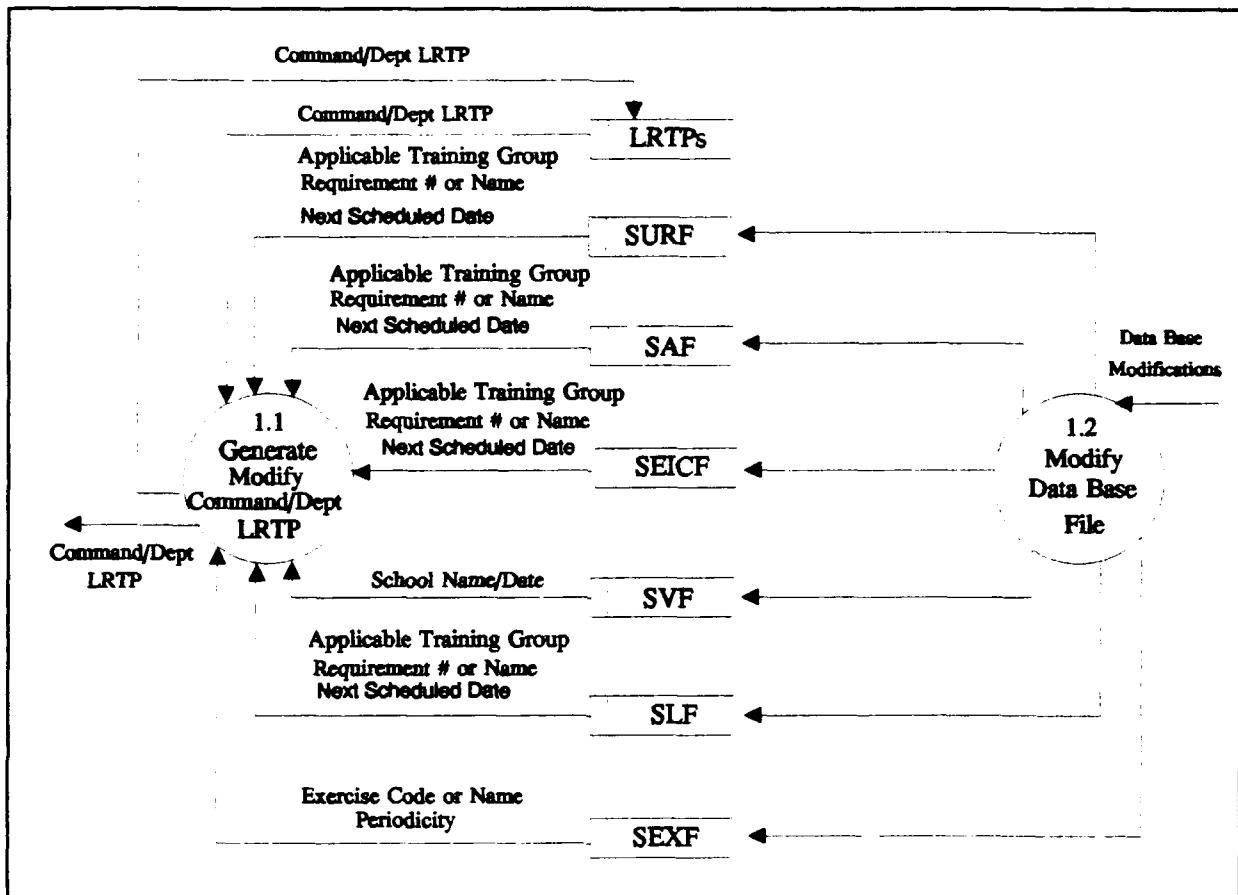 Command/Dept LRTP
Command/Dept LRTP
LRTPs
Applicable Training Group
Requirement # or Name
Next Scheduled Date
SURF
Applicable Training Group
Requirement # or Name
Next Scheduled Date
SAF
Data Base
Modifications
Applicable Training Group
Requirement # or Name
Next Scheduled Date
SEICF
1.1
Generate
Modify
Command/Dept
LRTP
1.2
Modify
Data Base
File
Command/Dept
LRTP
School Name/Date
SVF
Applicable Training Group
Requirement # or Name
Next Scheduled Date
SLF
Exercise Code or Name
Periodicity
SEXF